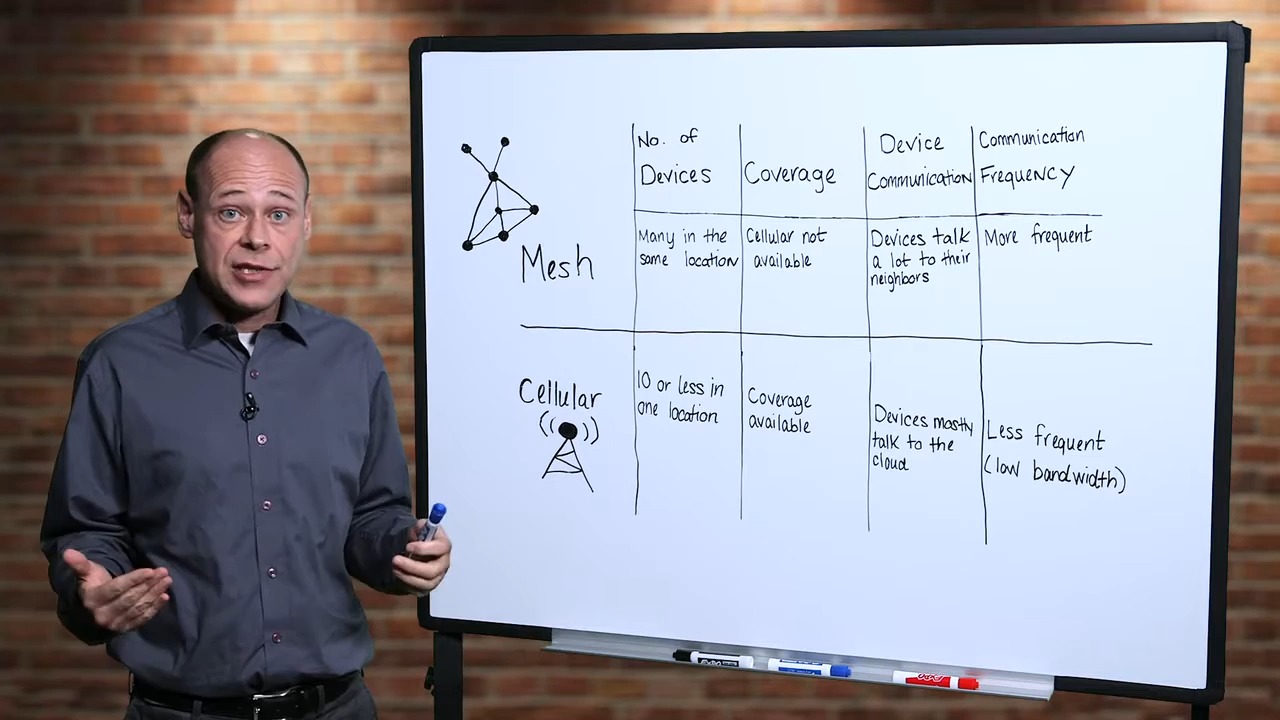 No. of
Devices
Coverage
Device
Communication
Communication
Frequency
Mesh
Many in the
same location
Cellular not
available
Devices talk
a lot to their
neighbors
More frequent
Cellular
10 or less in
one location
Coverage
available
Devices mostly
talk to the
cloud
Less frequent
(low bandwidth)